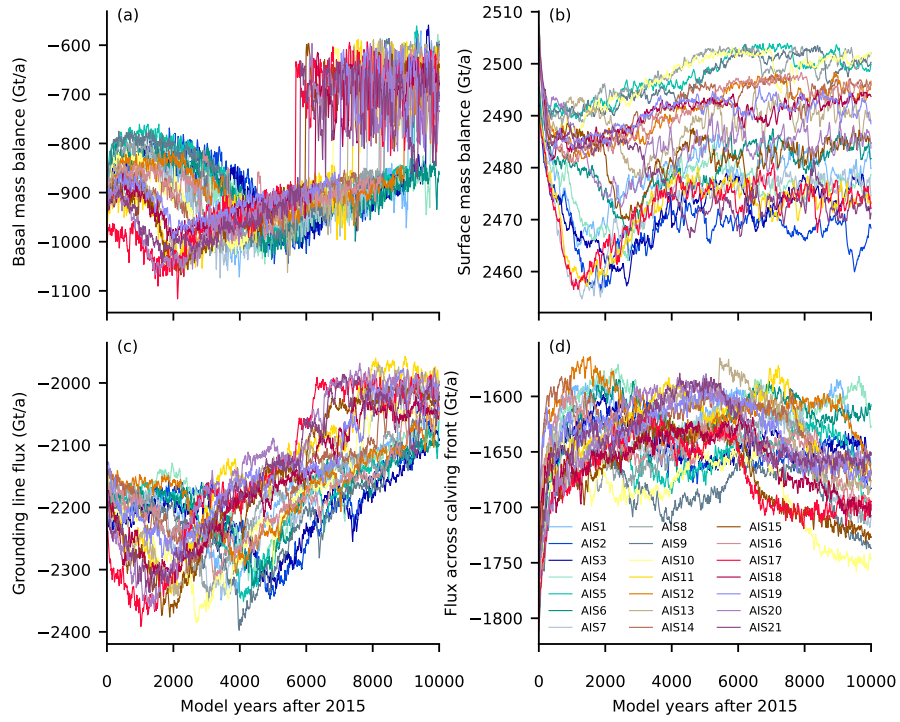 (a)
Basal mass balance (Gt/a)
−600
−700
−800
−900
−1000
−1100
(b)
Surface mass balance (Gt/a)
2510
2500
2490
2480
2470
2460
(c)
Grounding line flux (Gt/a)
−2000
−2100
−2200
−2300
−2400
0 2000 4000 6000 8000 10000
Model years after 2015
(d)
Flux across calving front (Gt/a)
−1600
−1650
−1700
−1750
−1800
AIS1 AIS8 AIS15
AIS2 AIS9 AIS16
AIS3 AIS10 AIS17
AIS4 AIS11 AIS18
AIS5 AIS12 AIS19
AIS6 AIS13 AIS20
AIS7 AIS14 AIS21
0 2000 4000 6000 8000 10000
Model years after 2015